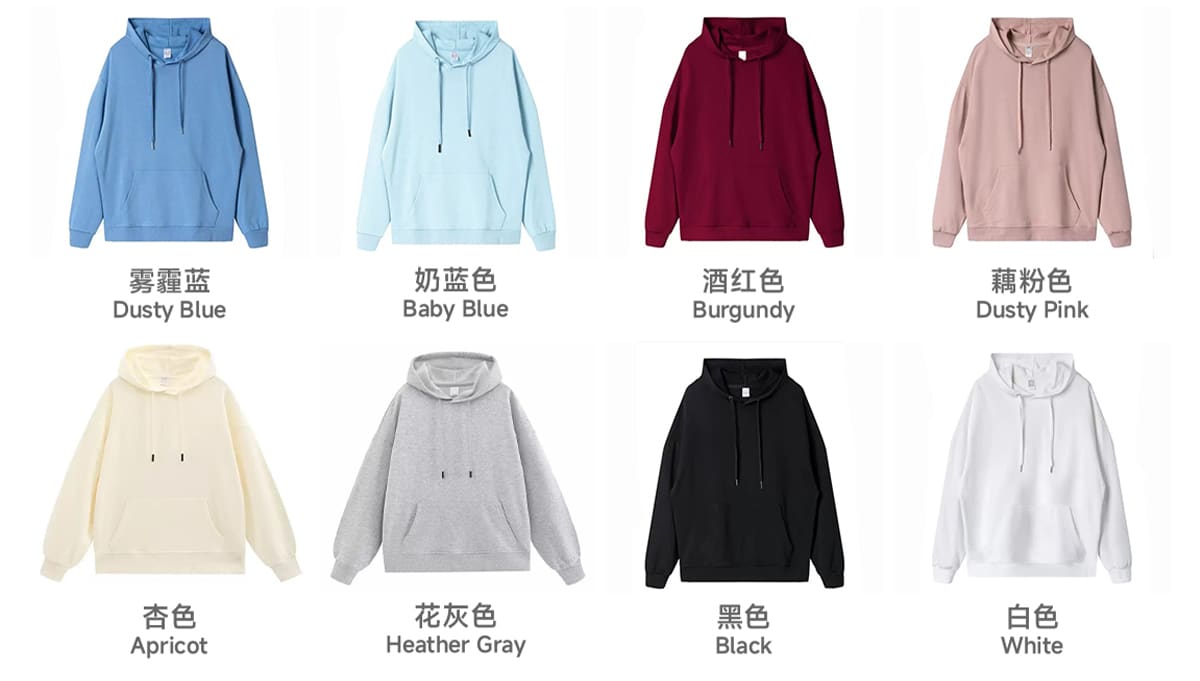 雾霾蓝
Dusty Blue
奶蓝色
Baby Blue
酒红色
Burgundy
藕粉色
Dusty Pink
杏色
Apricot
花灰色
Heather Gray
黑色
Black
白色
White